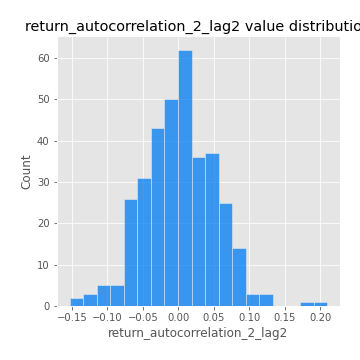 return_autocorrelation_2_lag2 value distributio
60
50
40
30
20
10
0
Count
−0.15 −0.10 −0.05 0.00 0.05 0.10 0.15 0.20
return_autocorrelation_2_lag2